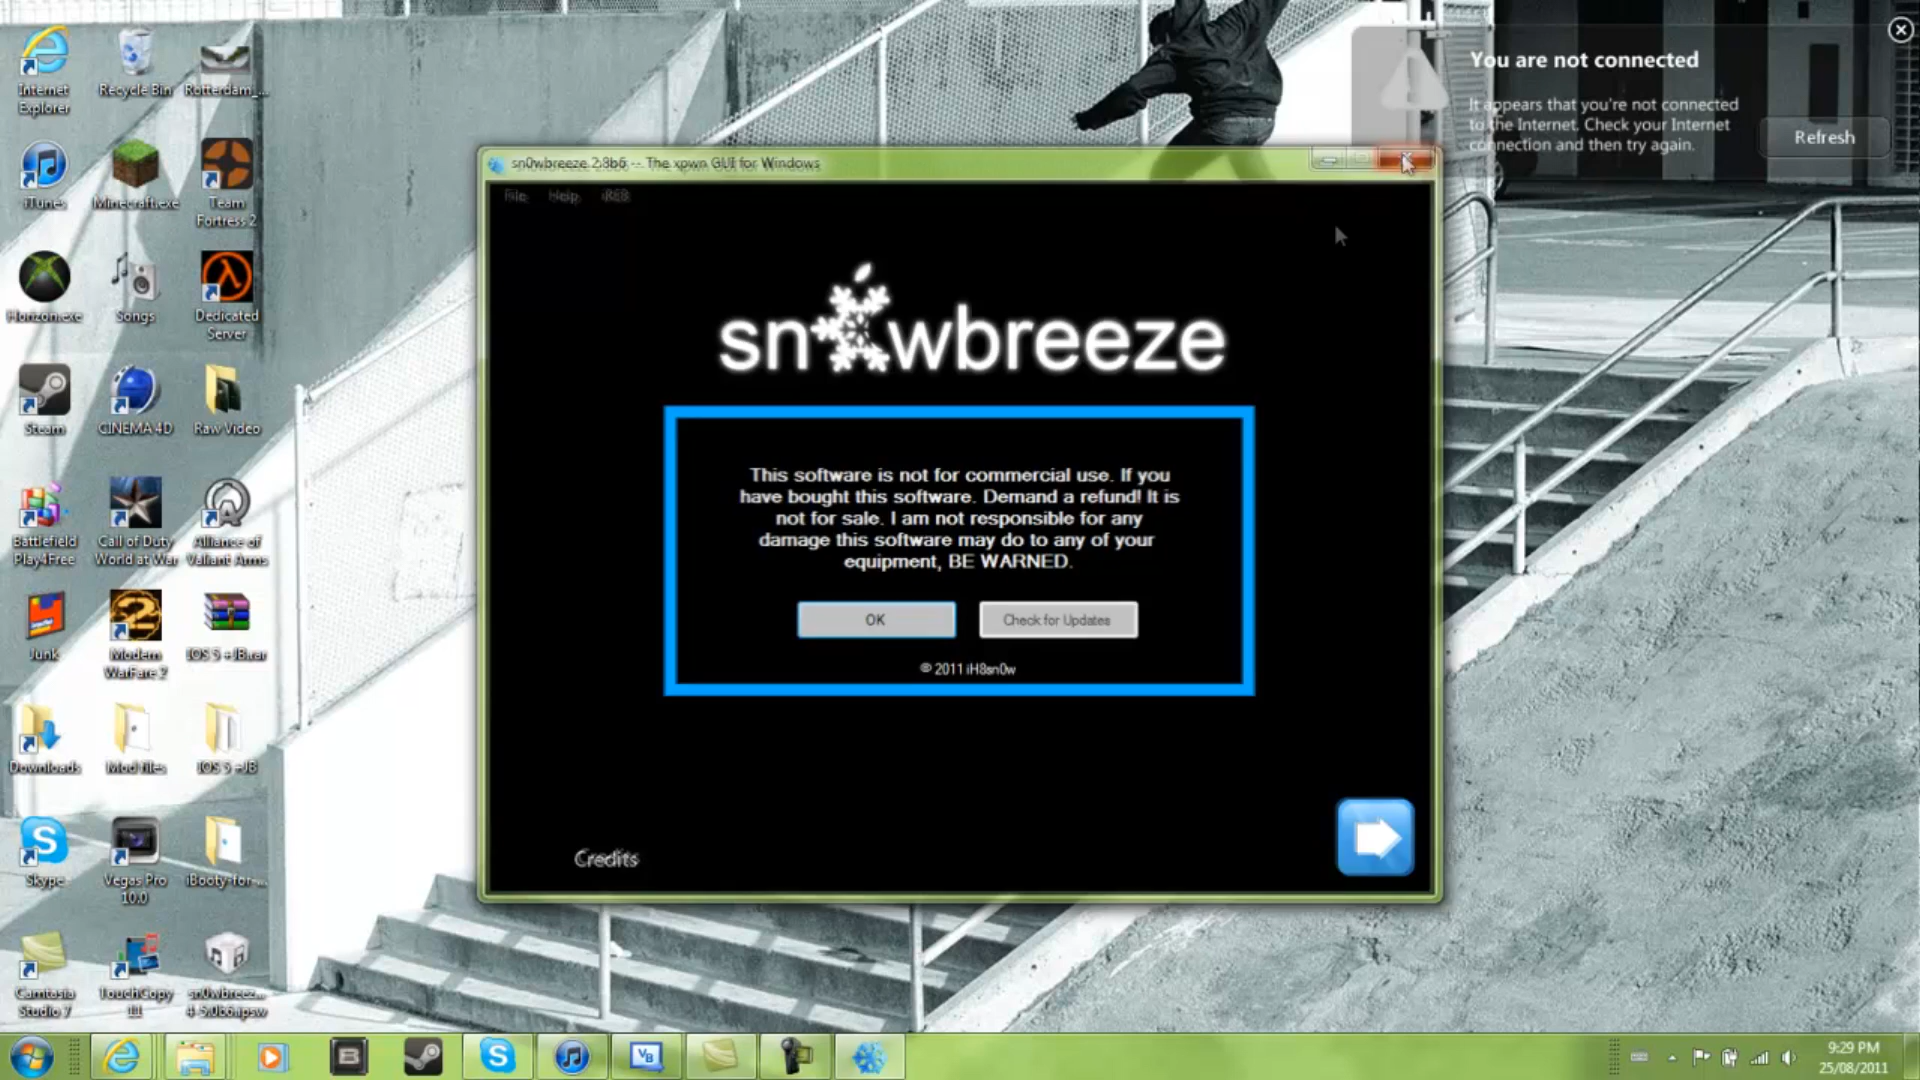 Internet Explorer
Recycle Bin
Rotterdam_...
iTunes
Minecraft.exe
Team Fortress 2
Horizon.exe
Songs
Dedicated Server
Steam
CINEMA 4D
Raw Video
Battlefield Play4Free
Call of Duty World at War
Alliance of Valiant Arms
Junk
Modern WarFare 2
IOS 5 +JB.rar
Downloads
Mod files
IOS 5 +JB
Skype
Vegas Pro 10.0
iBooty-for-...
Camtasia Studio 7
TouchCopy 11
sn0wbreez...
sn0wbreeze 2.8b6 -- The xpwn GUI for Windows
File Help iREB
sn0wbreeze
This software is not for commercial use. If you
have bought this software. Demand a refund! It is
not for sale. I am not responsible for any
damage this software may do to any of your
equipment, BE WARNED.
OK
Check for Updates
© 2011 iH8sn0w
Credits
You are not connected
It appears that you're not connected
to the Internet. Check your Internet
connection and then try again.
Refresh
VB
9:29 PM
25/08/2011